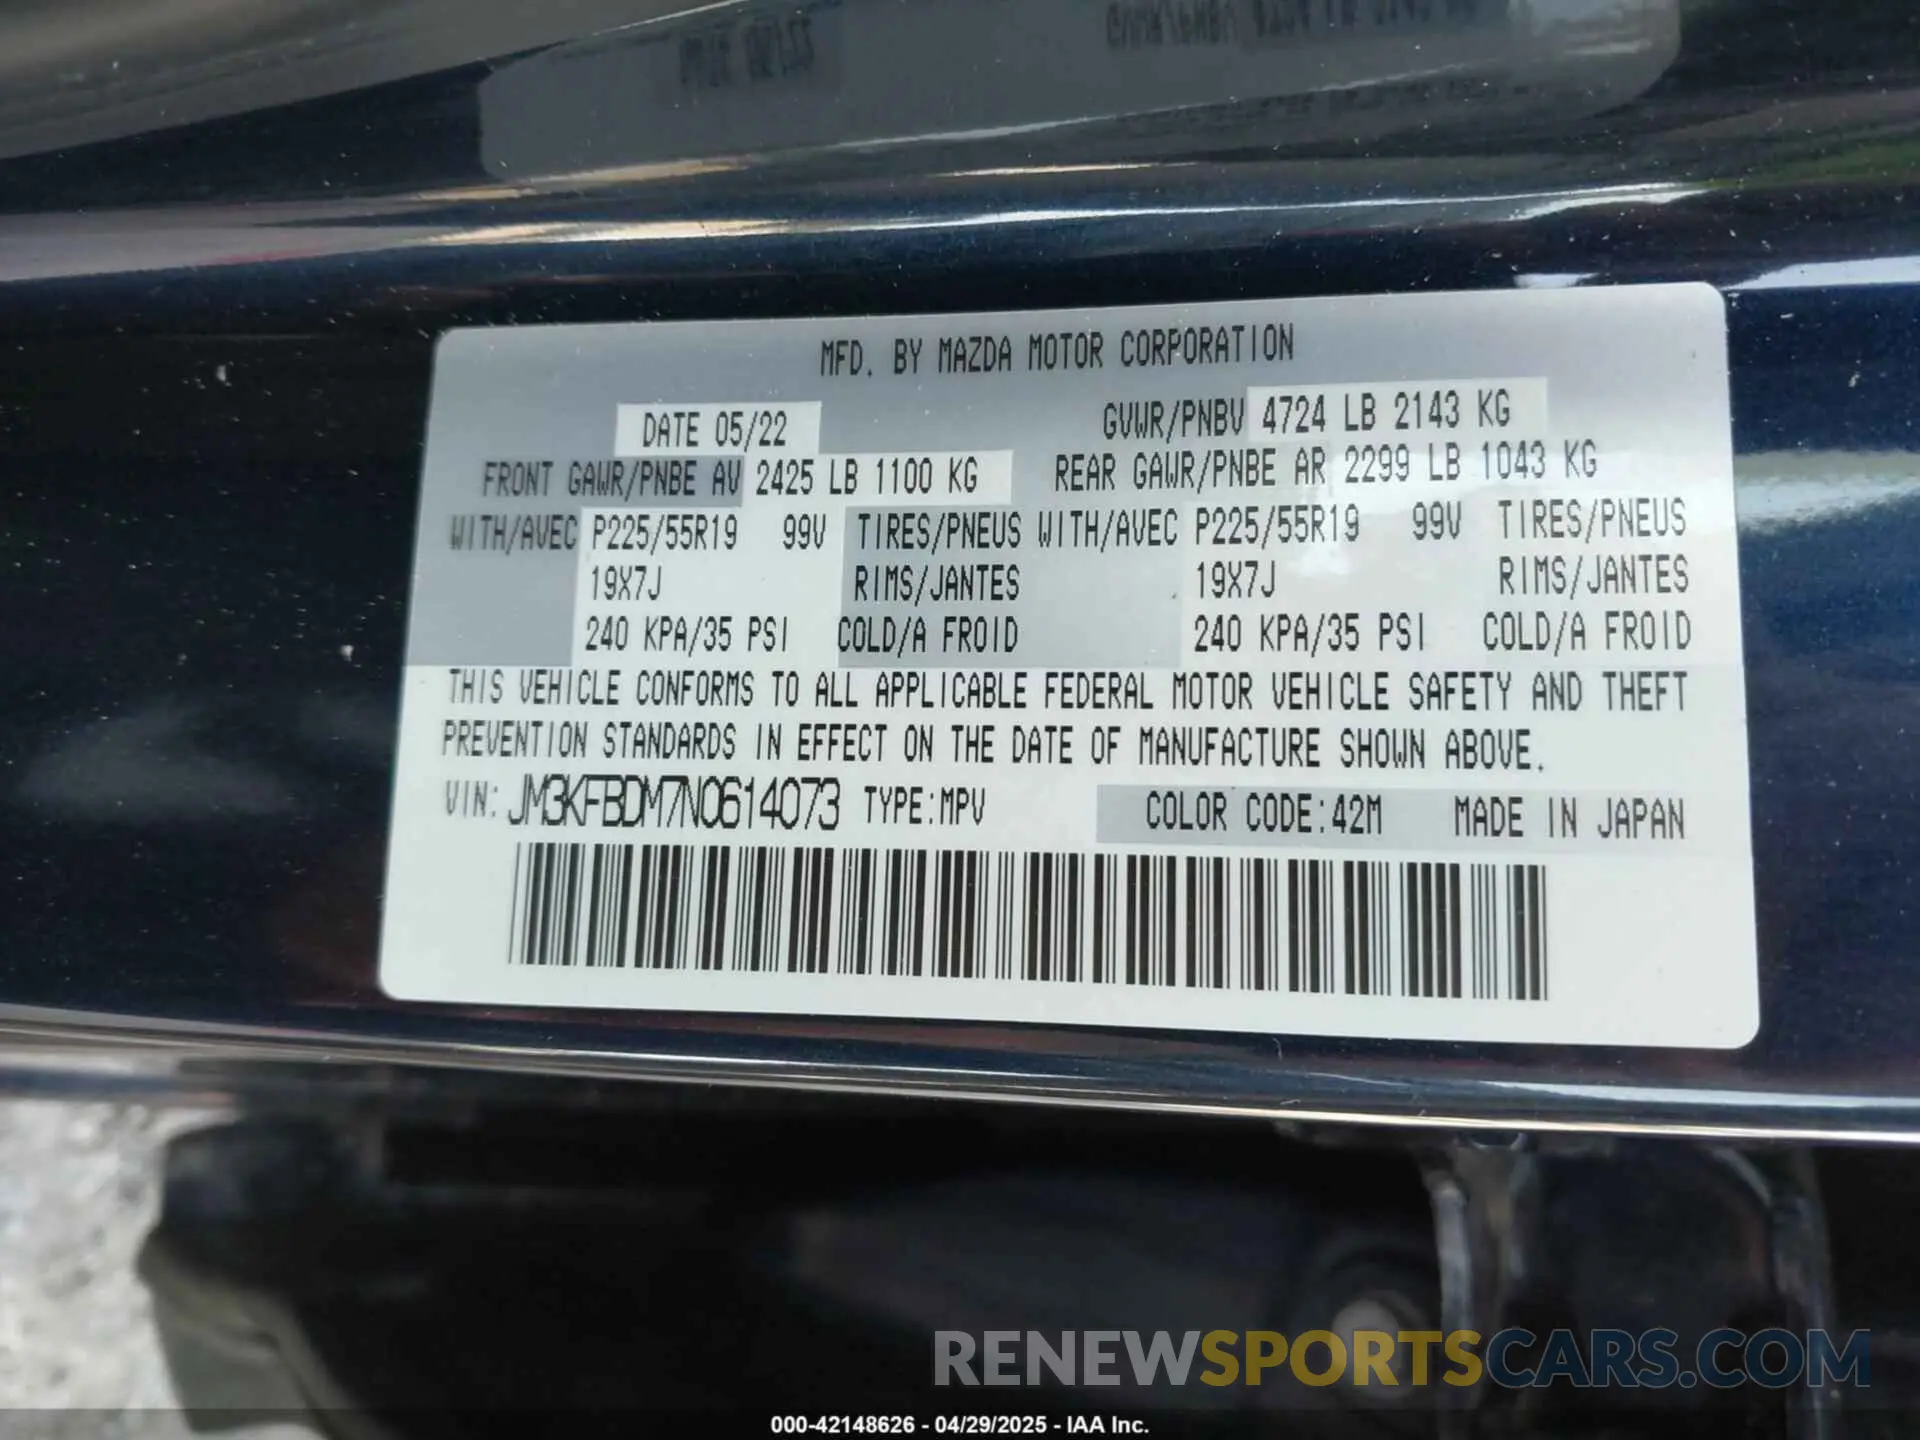 MFD. BY MAZDA MOTOR CORPORATION
DATE 05/22 GVWR/PNBV 4724 LB 2143 KG
FRONT GAWR/PNBE AV 2425 LB 1100 KG REAR GAWR/PNBE AR 2299 LB 1043 KG
WITH/AVEC P225/55R19 99V TIRES/PNEUS WITH/AVEC P225/55R19 99V TIRES/PNEUS
19X7J RIMS/JANTES 19X7J RIMS/JANTES
240 KPA/35 PSI COLD/A FROID 240 KPA/35 PSI COLD/A FROID
THIS VEHICLE CONFORMS TO ALL APPLICABLE FEDERAL MOTOR VEHICLE SAFETY AND THEFT
PREVENTION STANDARDS IN EFFECT ON THE DATE OF MANUFACTURE SHOWN ABOVE.
VIN: JM3KFBDM7N0614073 TYPE:MPV COLOR CODE:42M MADE IN JAPAN
RENEWSPORTSCARS.COM
000-42148626 - 04/29/2025 - IAA Inc.